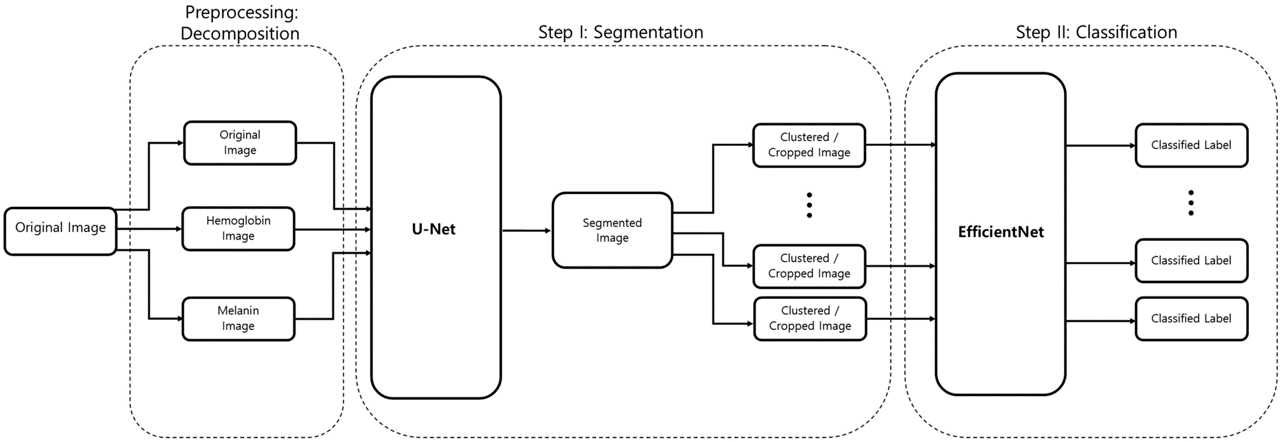 Preprocessing:
Decomposition
Step I: Segmentation
Step II: Classification
Original Image
Original
Image
Hemoglobin
Image
Melanin
Image
U-Net
Segmented
Image
Clustered /
Cropped Image
Clustered /
Cropped Image
Clustered /
Cropped Image
EfficientNet
Classified Label
Classified Label
Classified Label